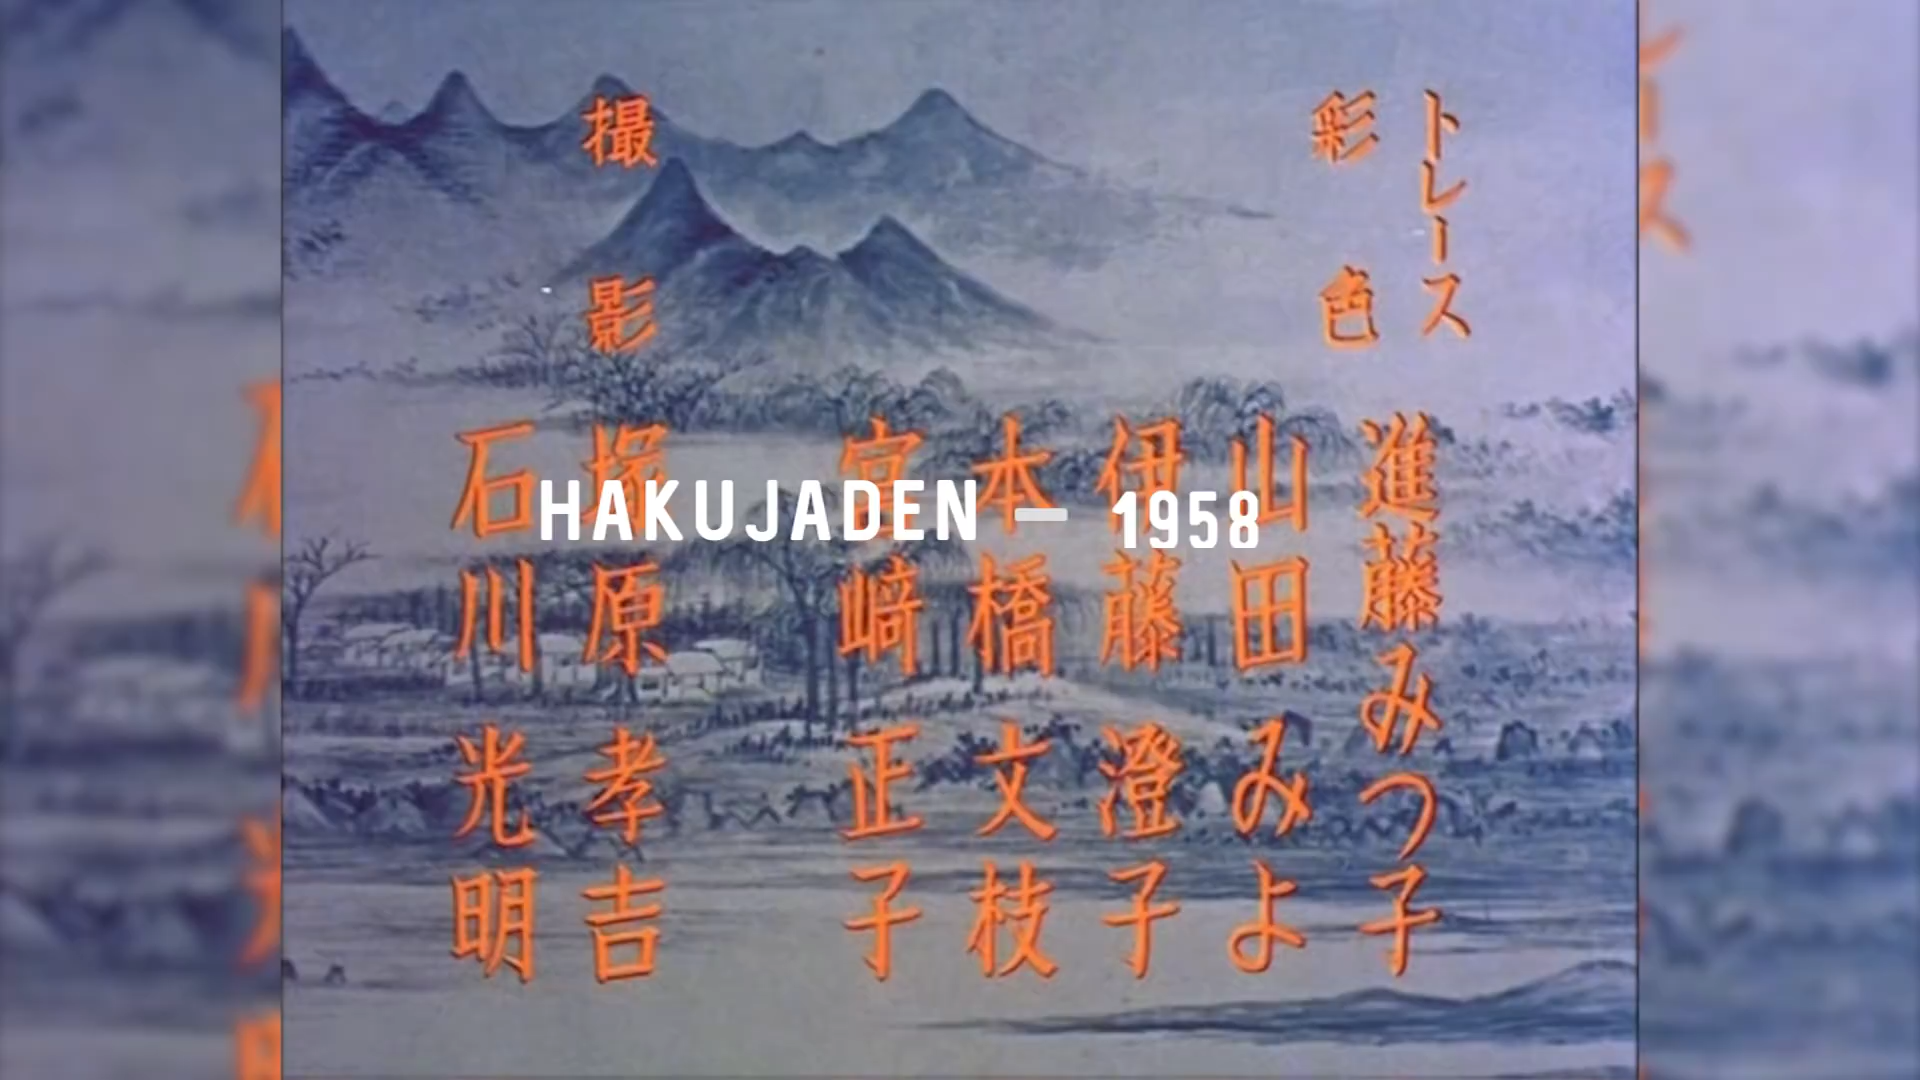 トレース
彩色
進藤みつ子
山田みよ
伊藤澄子
本橋文枝
宮崎正子
撮影
塚原孝吉
石川光明
HAKUJADEN – 1958